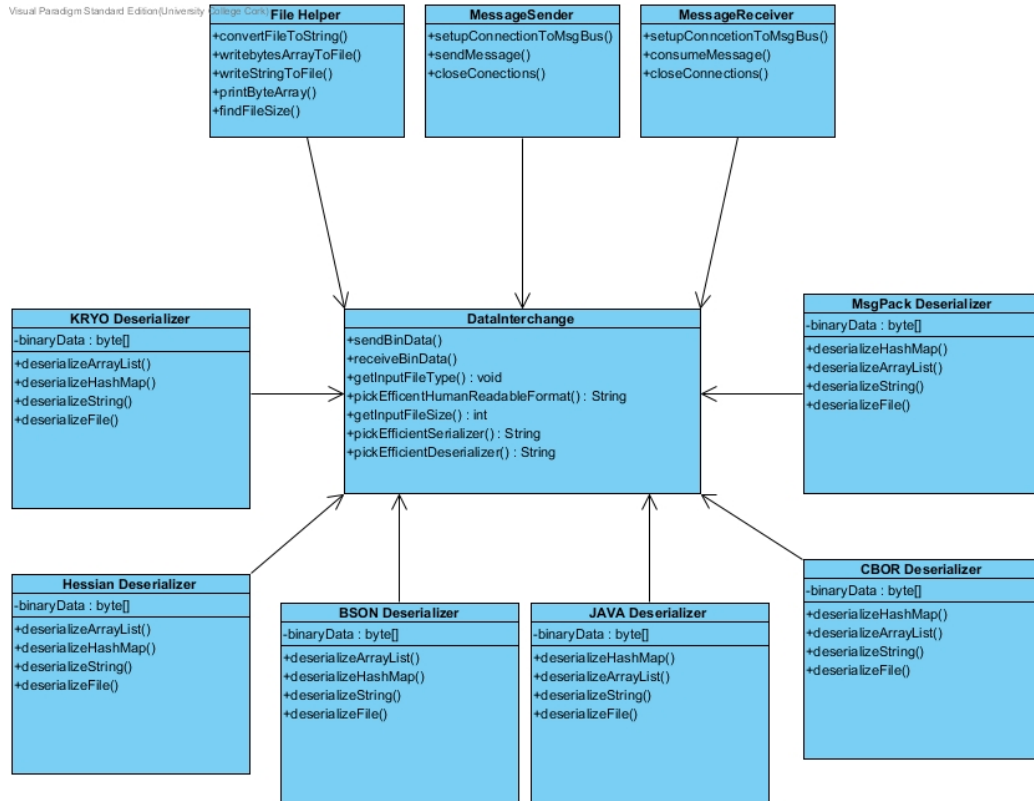 Visual Paradigm Standard Edition(University College Cork)
File Helper
+convertFileToString()
+writebytesArrayToFile()
+writeStringToFile()
+printByteArray()
+findFileSize()
MessageSender
+setupConnectionToMsgBus()
+sendMessage()
+closeConections()
MessageReceiver
+setupConncetionToMsgBus()
+consumeMessage()
+closeConnections()
KRYO Deserializer
-binaryData : byte[]
+deserializeArrayList()
+deserializeHashMap()
+deserializeString()
+deserializeFile()
DataInterchange
+sendBinData()
+receiveBinData()
+getInputFileType() : void
+pickEfficentHumanReadableFormat() : String
+getInputFileSize() : int
+pickEfficientSerializer() : String
+pickEfficientDeserializer() : String
MsgPack Deserializer
-binaryData : byte[]
+deserializeHashMap()
+deserializeArrayList()
+deserializeString()
+deserializeFile()
Hessian Deserializer
-binaryData : byte[]
+deserializeArrayList()
+deserializeHashMap()
+deserializeString()
+deserializeFile()
BSON Deserializer
-binaryData : byte[]
+deserializeArrayList()
+deserializeHashMap()
+deserializeString()
+deserializeFile()
JAVA Deserializer
-binaryData : byte[]
+deserializeHashMap()
+deserializeArrayList()
+deserializeString()
+deserializeFile()
CBOR Deserializer
-binaryData : byte[]
+deserializeHashMap()
+deserializeArrayList()
+deserializeString()
+deserializeFile()